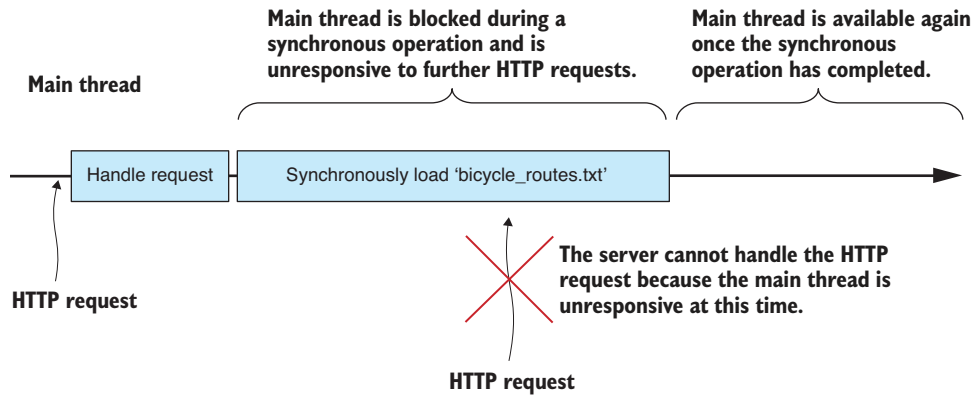 Main thread is blocked during a
synchronous operation and is
unresponsive to further HTTP requests.
Main thread is available again
once the synchronous
operation has completed.
Main thread
Handle request
Synchronously load ‘bicycle_routes.txt’
The server cannot handle the HTTP
request because the main thread is
unresponsive at this time.
HTTP request
HTTP request